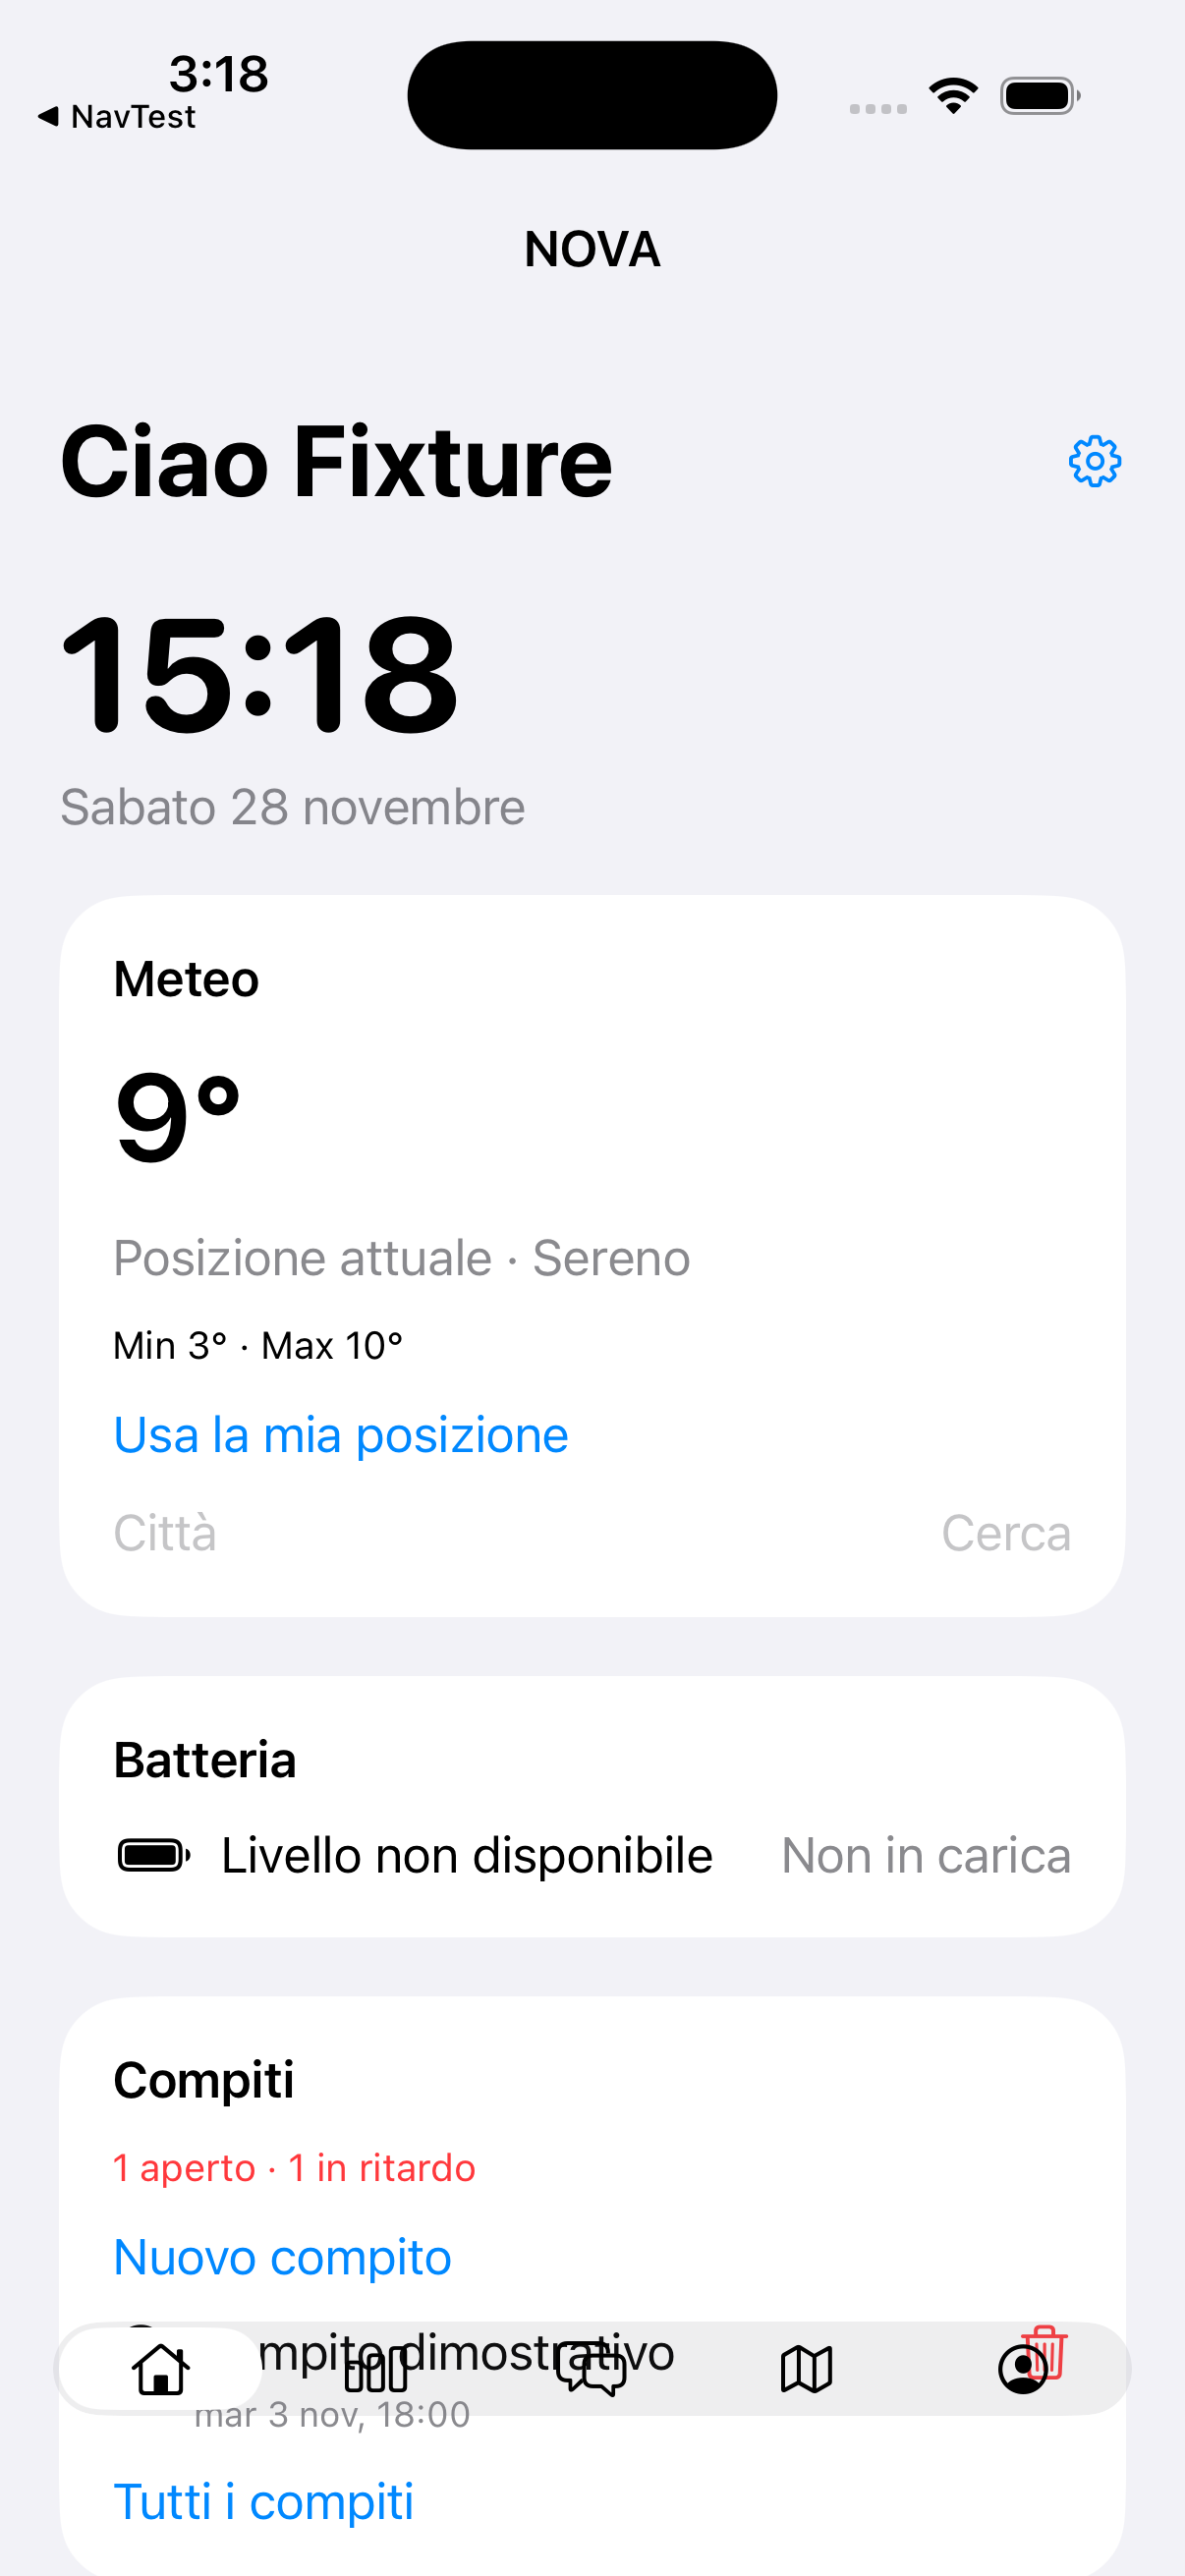 3:18
NavTest
NOVA
Ciao Fixture
15:18
Sabato 28 novembre
Meteo
9°
Posizione attuale · Sereno
Min 3° · Max 10°
Usa la mia posizione
Città
Cerca
Batteria
Livello non disponibile
Non in carica
Compiti
1 aperto · 1 in ritardo
Nuovo compito
dimostrativo
mar 3 nov, 18:00
Tutti i compiti